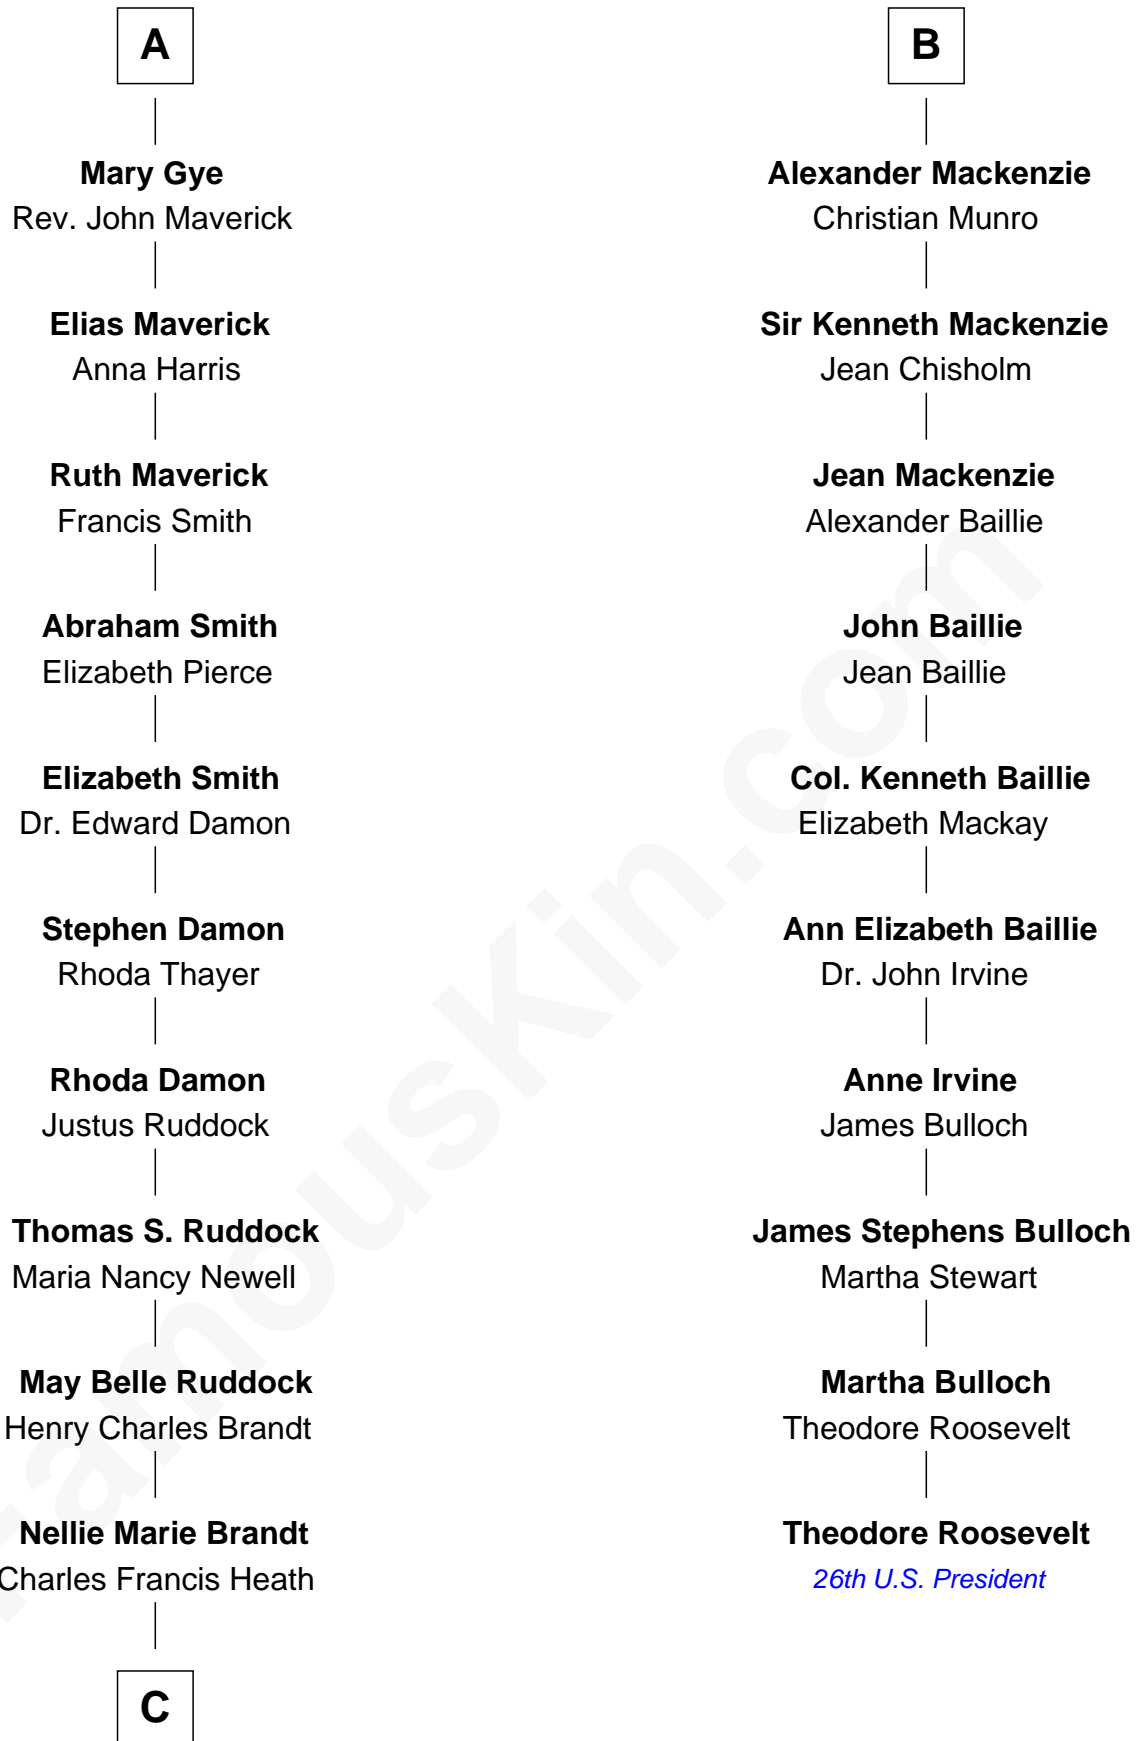 A
Mary Gye
Rev. John Maverick
Elias Maverick
Anna Harris
Ruth Maverick
Francis Smith
Abraham Smith
Elizabeth Pierce
Elizabeth Smith
Dr. Edward Damon
Stephen Damon
Rhoda Thayer
Rhoda Damon
Justus Ruddock
Thomas S. Ruddock
Maria Nancy Newell
May Belle Ruddock
Henry Charles Brandt
Nellie Marie Brandt
Charles Francis Heath
C
B
Alexander Mackenzie
Christian Munro
Sir Kenneth Mackenzie
Jean Chisholm
Jean Mackenzie
Alexander Baillie
John Baillie
Jean Baillie
Col. Kenneth Baillie
Elizabeth Mackay
Ann Elizabeth Baillie
Dr. John Irvine
Anne Irvine
James Bulloch
James Stephens Bulloch
Martha Stewart
Martha Bulloch
Theodore Roosevelt
Theodore Roosevelt
26th U.S. President
FamousKin.com